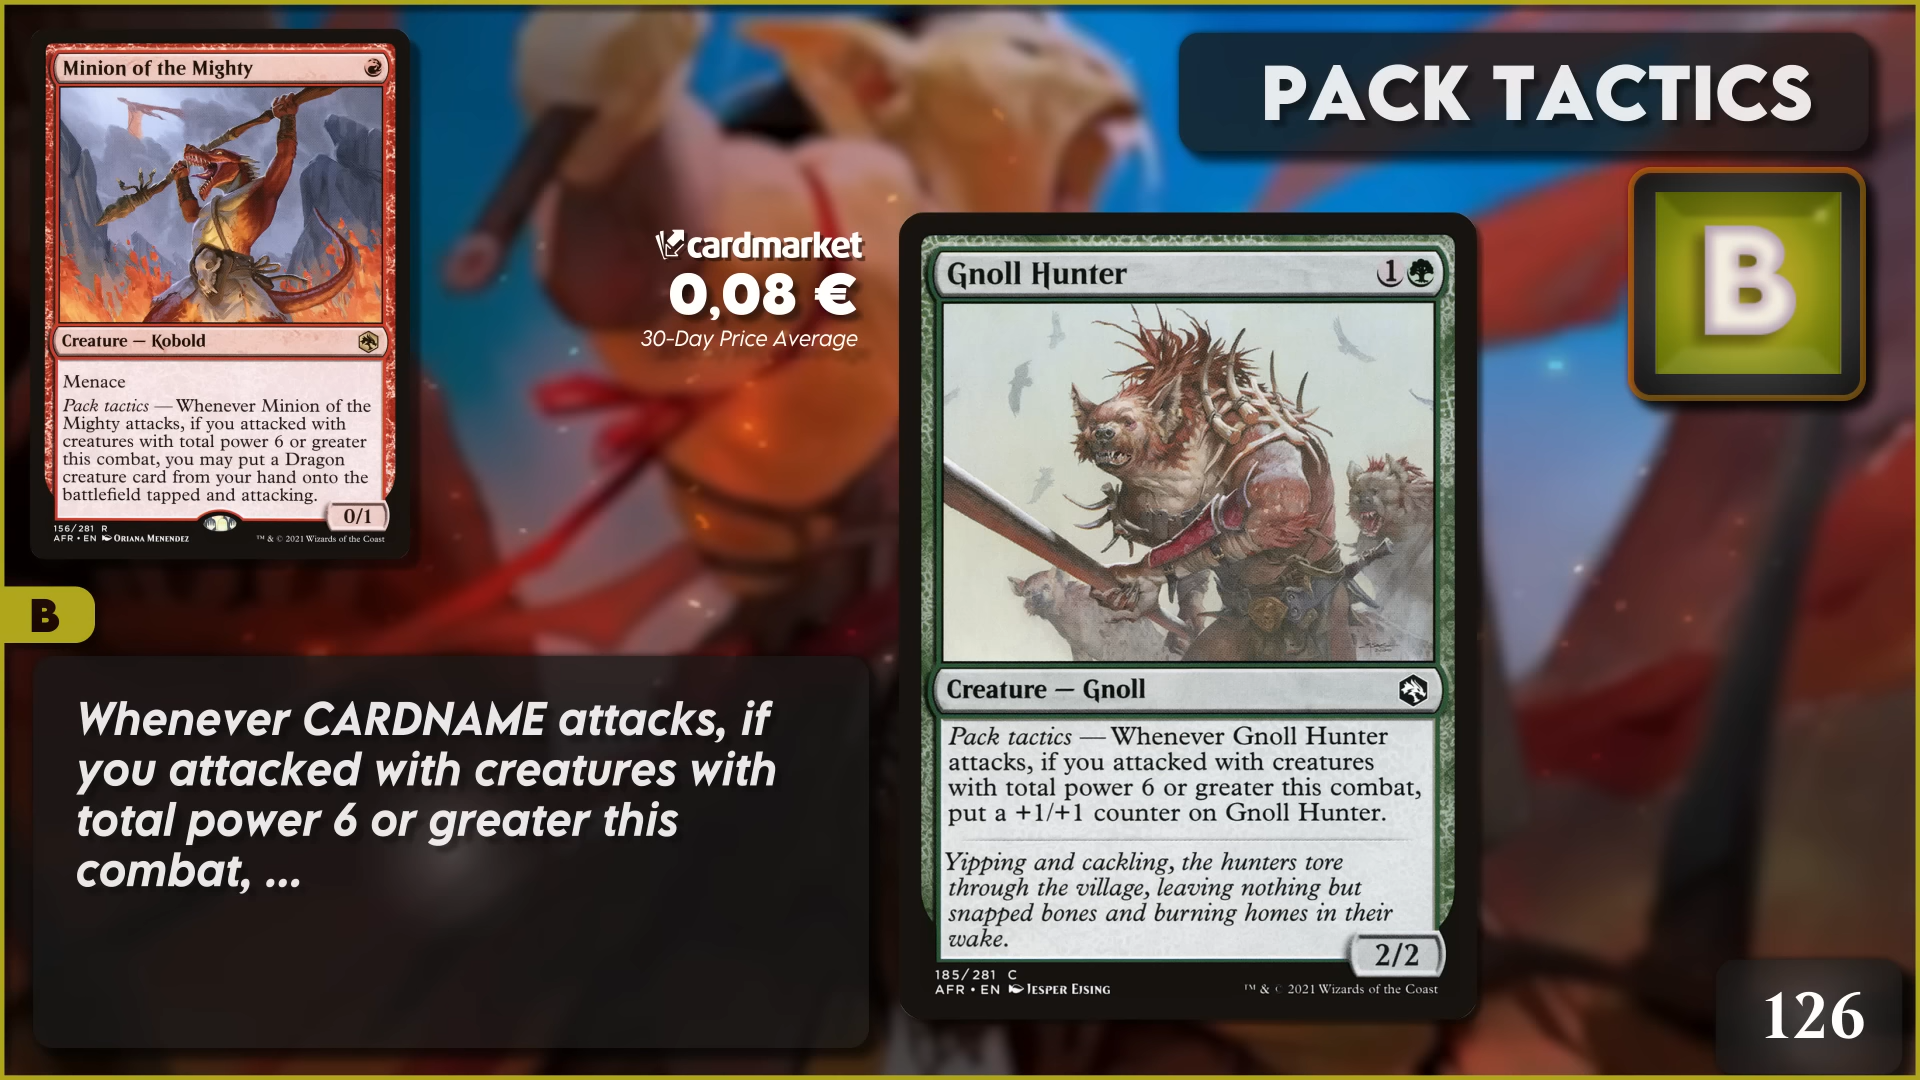 Minion of the Mighty
Creature — Kobold
Menace
Pack tactics — Whenever Minion of the
Mighty attacks, if you attacked with
creatures with total power 6 or greater
this combat, you may put a Dragon
creature card from your hand onto the
battlefield tapped and attacking.
0/1
156/281 R
AFR • EN ORIANA MENENDEZ
™ & © 2021 Wizards of the Coast
PACK TACTICS
B
cardmarket
0,08 €
30-Day Price Average
Gnoll Hunter
1
Creature — Gnoll
Pack tactics — Whenever Gnoll Hunter
attacks, if you attacked with creatures
with total power 6 or greater this combat,
put a +1/+1 counter on Gnoll Hunter.
Yipping and cackling, the hunters tore
through the village, leaving nothing but
snapped bones and burning homes in their
wake.
2/2
185/281 C
AFR • EN JESPER EJSING
™ & © 2021 Wizards of the Coast
B
Whenever CARDNAME attacks, if
you attacked with creatures with
total power 6 or greater this
combat, ...
126